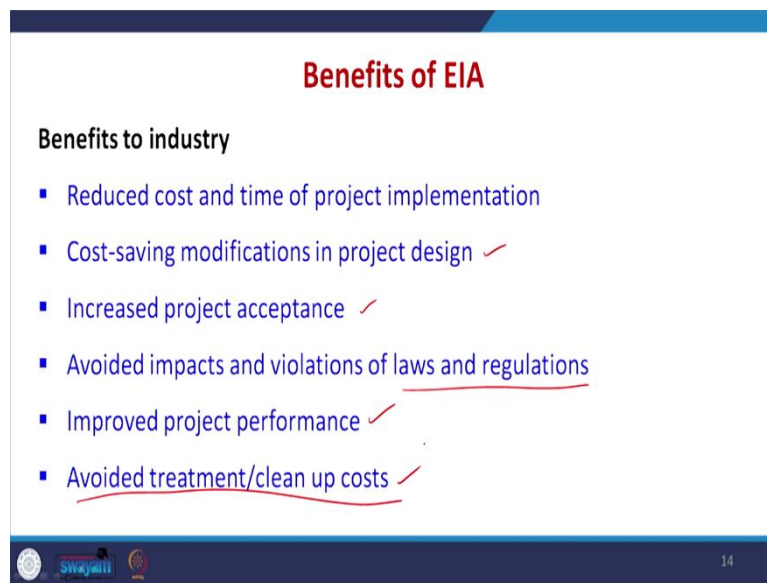 Benefits of EIA
Benefits to industry
▪ Reduced cost and time of project implementation
▪ Cost-saving modifications in project design
▪ Increased project acceptance
▪ Avoided impacts and violations of laws and regulations
▪ Improved project performance
▪ Avoided treatment/clean up costs
swayam
14